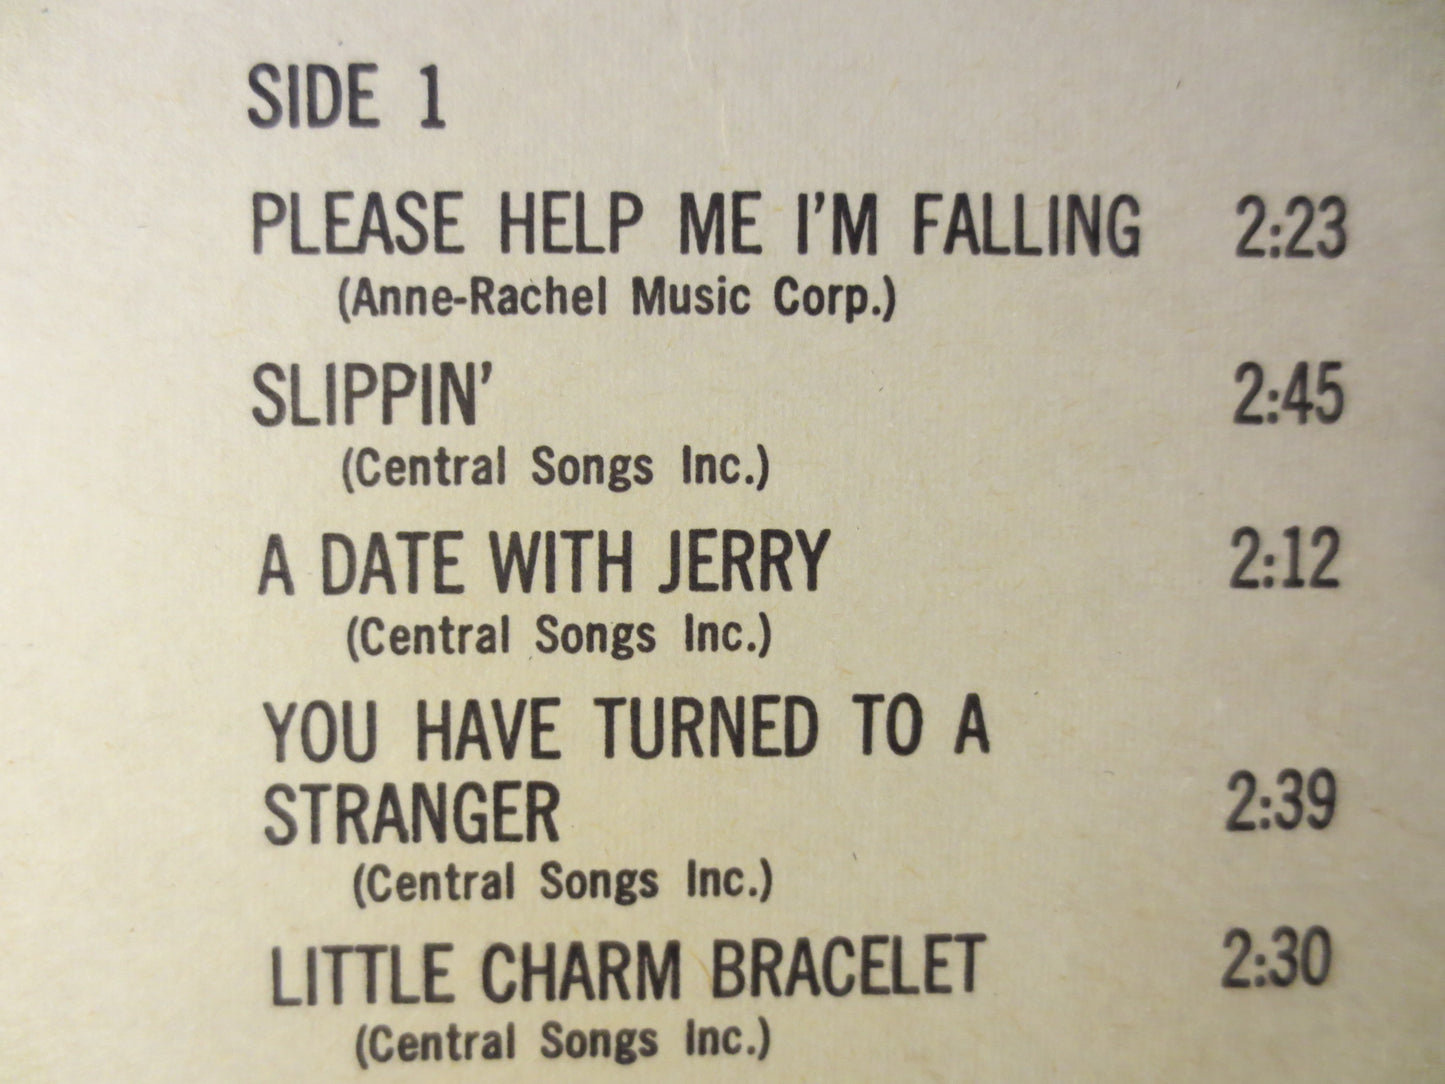 SIDE 1
PLEASE HELP ME I'M FALLING 2:23
(Anne-Rachel Music Corp.)
SLIPPIN' 2:45
(Central Songs Inc.)
A DATE WITH JERRY 2:12
(Central Songs Inc.)
YOU HAVE TURNED TO A
STRANGER 2:39
(Central Songs Inc.)
LITTLE CHARM BRACELET 2:30
(Central Songs Inc.)